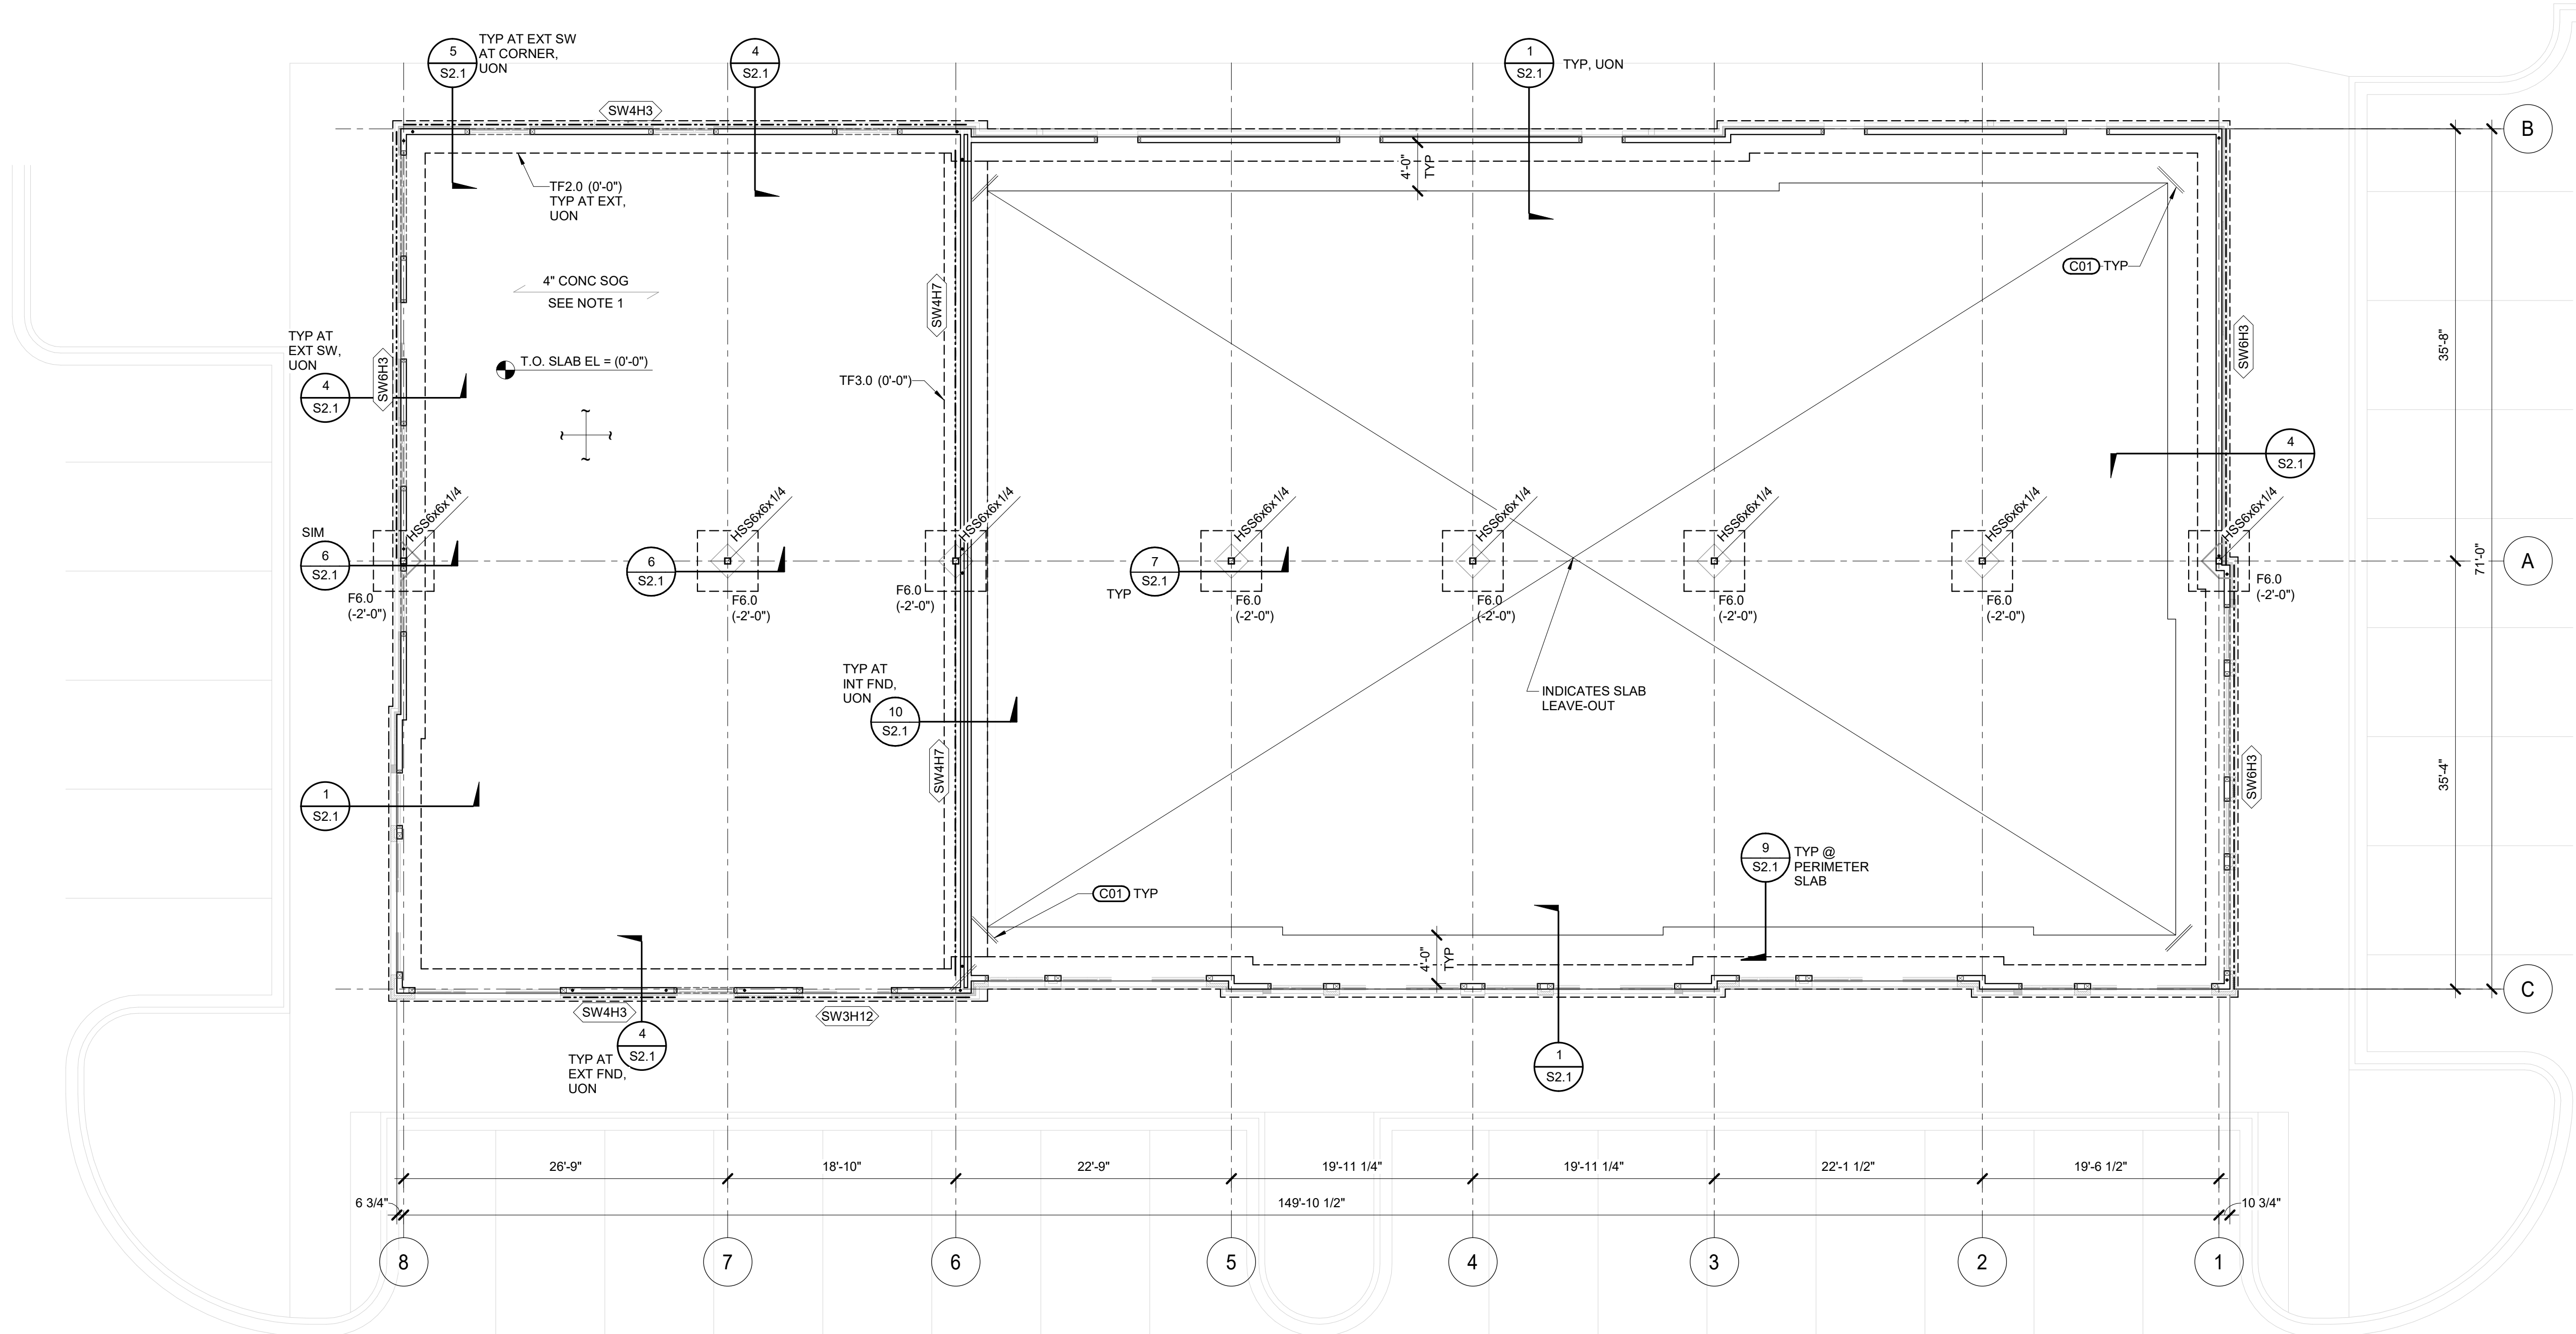 5
S2.1
TYP AT EXT SW
AT CORNER,
UON
4
S2.1
1
S2.1
TYP, UON
SW4H3
B
TF2.0 (0'-0")
TYP AT EXT,
UON
4'-0"
TYP
C01
TYP
4" CONC SOG
SEE NOTE 1
SW4H7
SW6H3
35'-8"
TYP AT
EXT SW,
UON
4
S2.1
SW6H3
T.O. SLAB EL = (0'-0")
TF3.0 (0'-0")
4
S2.1
HSS6x6x1/4
HSS6x6x1/4
HSS6x6x1/4
HSS6x6x1/4
HSS6x6x1/4
HSS6x6x1/4
HSS6x6x1/4
HSS6x6x1/4
SIM
6
S2.1
6
S2.1
7
S2.1
TYP
A
71'-0"
F6.0
(-2'-0")
F6.0
(-2'-0")
F6.0
(-2'-0")
F6.0
(-2'-0")
F6.0
(-2'-0")
F6.0
(-2'-0")
F6.0
(-2'-0")
F6.0
(-2'-0")
TYP AT
INT FND,
UON
10
S2.1
INDICATES SLAB
LEAVE-OUT
SW4H7
35'-4"
SW6H3
1
S2.1
9
S2.1
TYP @
PERIMETER
SLAB
C01
TYP
4'-0"
TYP
C
SW4H3
SW3H12
4
S2.1
TYP AT
EXT FND,
UON
1
S2.1
26'-9"
18'-10"
22'-9"
19'-11 1/4"
19'-11 1/4"
22'-1 1/2"
19'-6 1/2"
6 3/4"
149'-10 1/2"
10 3/4"
8
7
6
5
4
3
2
1